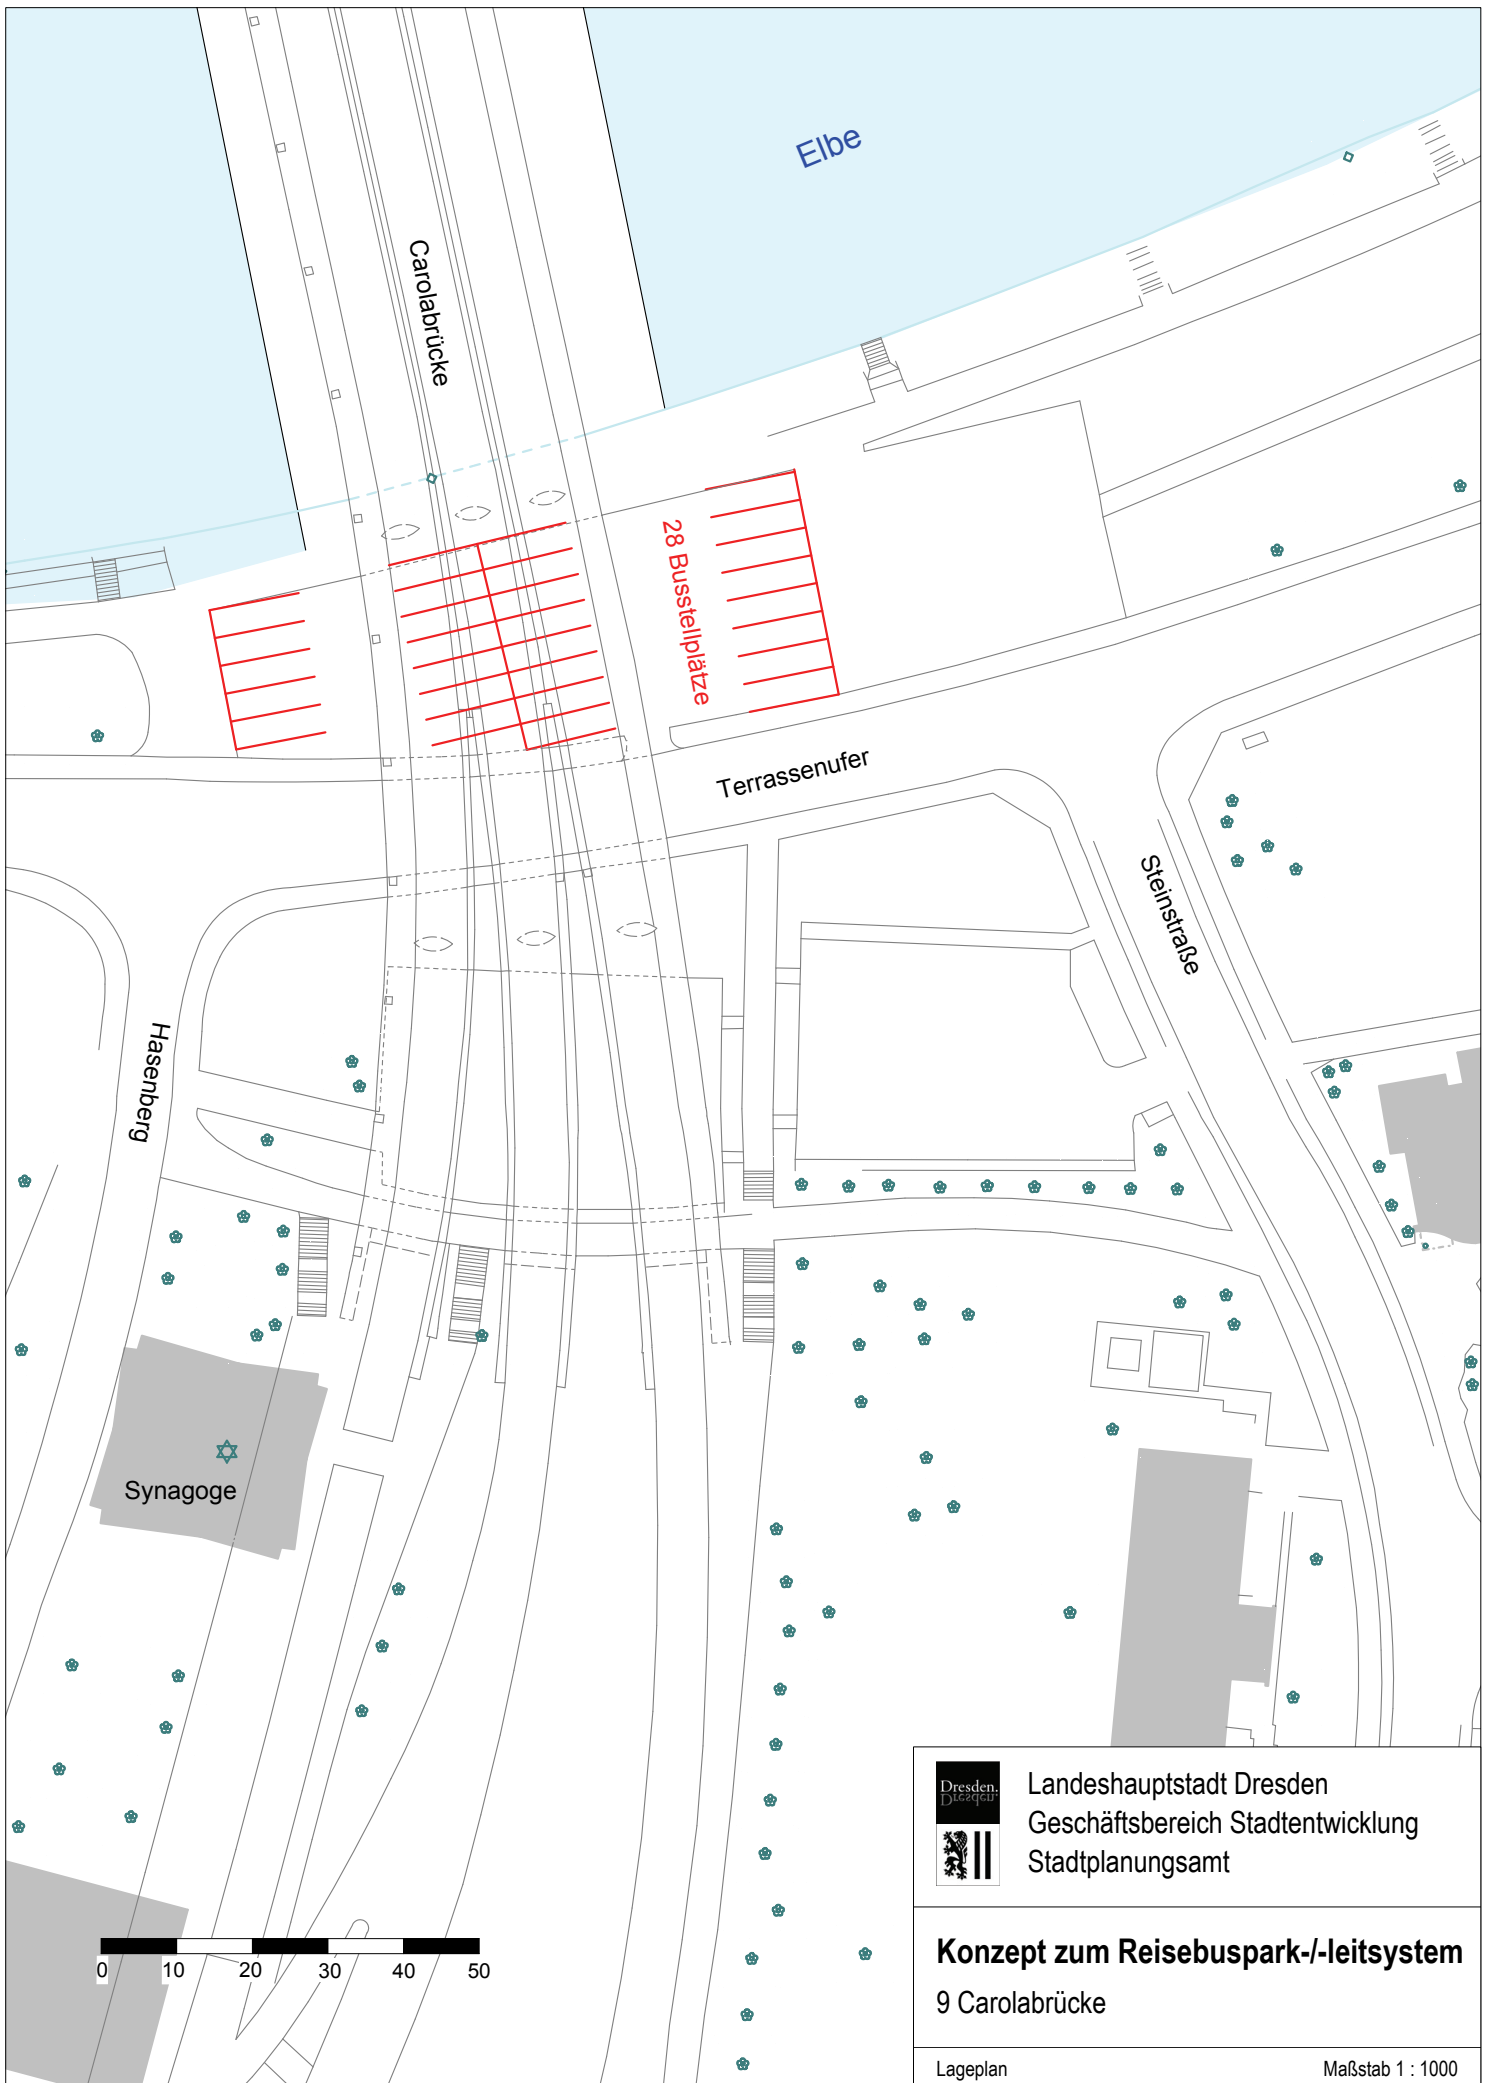 Elbe
Carolabrücke
28 Busstellplätze
Terrassenufer
Steinstraße
Hasenberg
Synagoge
0 10 20 30 40 50
Dresden.
Dresden.
Landeshauptstadt Dresden
Geschäftsbereich Stadtentwicklung
Stadtplanungsamt
Konzept zum Reisebuspark-/-leitsystem
9 Carolabrücke
Lageplan Maßstab 1 : 1000